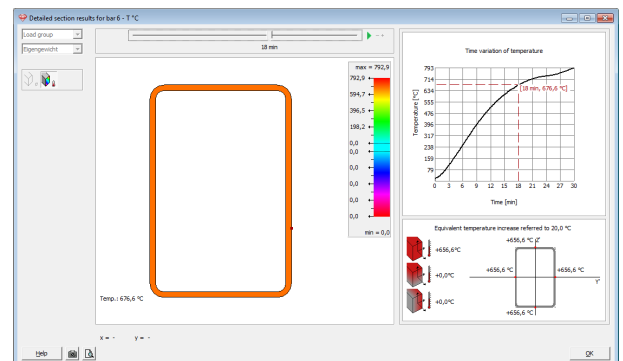 Detailed section results for bar 6 - T °C
Load group
Eigengewicht
18 min
max = 792,9
792,9
594,7
396,5
198,2
0,0
0,0
0,0
0,0
0,0
0,0
min = 0,0
Temp.: 676,6 °C
x = - y = -
Time variation of temperature
Temperature [°C]
793
714
634
555
476
396
317
238
159
79
[18 min, 676,6 °C]
0 3 6 9 12 15 18 21 24 27 30
Time [min]
Equivalent temperature increase referred to 20,0 °C
+656,6 °C Z'
+656,6°C
+656,6 °C
+656,6 °C
+0,0°C
Y'
+0,0°C
+656,6 °C
Help
OK